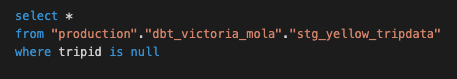 select *
from "production"."dbt_victoria_mola"."stg_yellow_tripdata"
where tripid is null